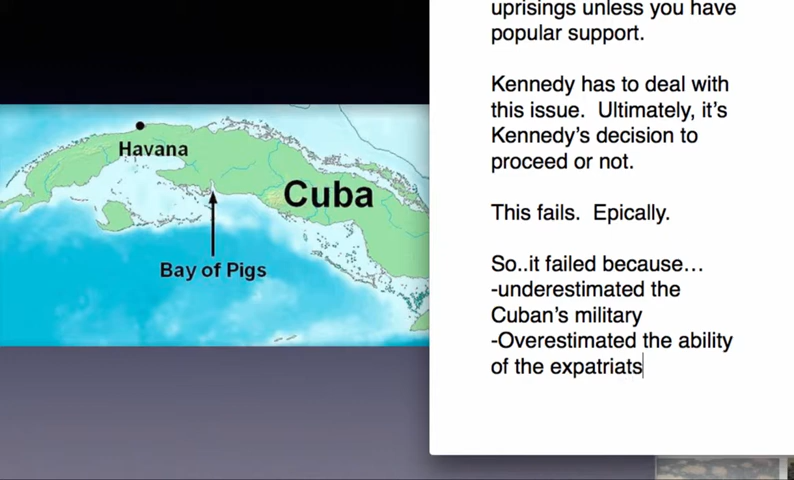 Havana
Cuba
Bay of Pigs
uprisings unless you have
popular support.
Kennedy has to deal with
this issue.  Ultimately, it's
Kennedy's decision to
proceed or not.
This fails.  Epically.
So..it failed because…
-underestimated the
Cuban's military
-Overestimated the ability
of the expatriats